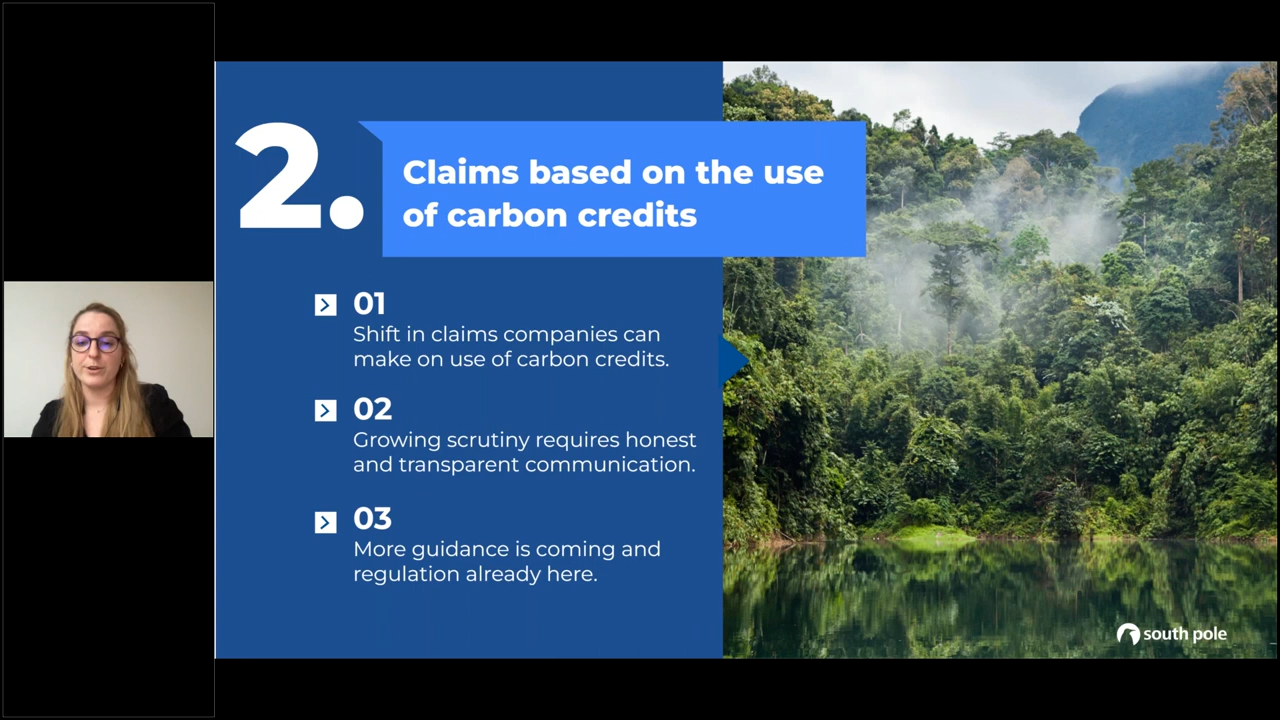 2.
Claims based on the use
of carbon credits
01
Shift in claims companies can
make on use of carbon credits.
02
Growing scrutiny requires honest
and transparent communication.
03
More guidance is coming and
regulation already here.
south pole